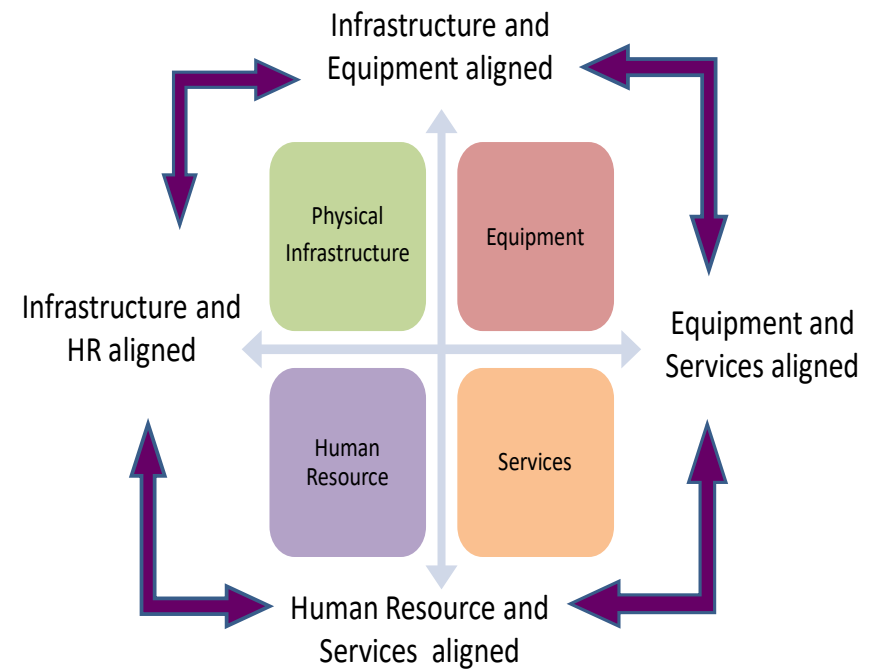 Infrastructure and
Equipment aligned
Physical
Infrastructure
Equipment
Infrastructure and
HR aligned
Equipment and
Services aligned
Human
Resource
Services
Human Resource and
Services aligned